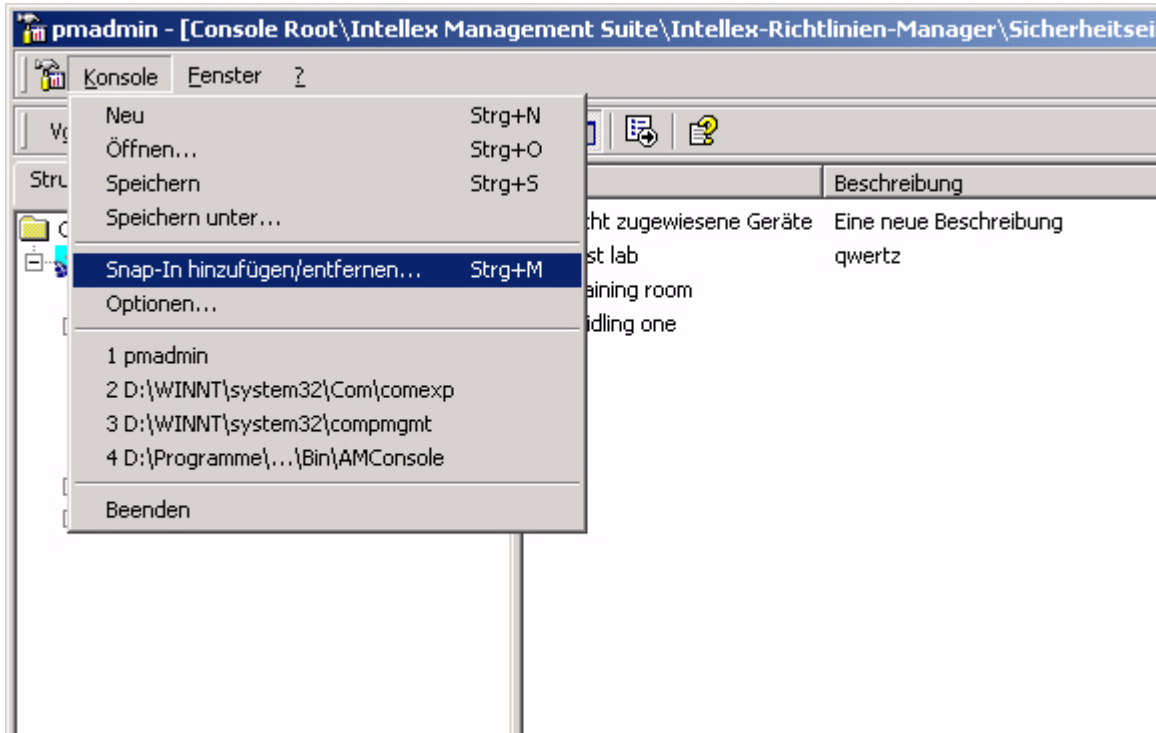 pmadmin - [Console Root\Intellex Management Suite\Intellex-Richtlinien-Manager\Sicherheitsei
Konsole Fenster ?
Neu Strg+N
Öffnen... Strg+O
Speichern Strg+S
Speichern unter...
Snap-In hinzufügen/entfernen... Strg+M
Optionen...
1 pmadmin
2 D:\WINNT\system32\Com\comexp
3 D:\WINNT\system32\compmgmt
4 D:\Programme\...\Bin\AMConsole
Beenden
Vo
Stru
Beschreibung
cht zugewiesene Geräte Eine neue Beschreibung
st lab qwertz
aining room
idling one